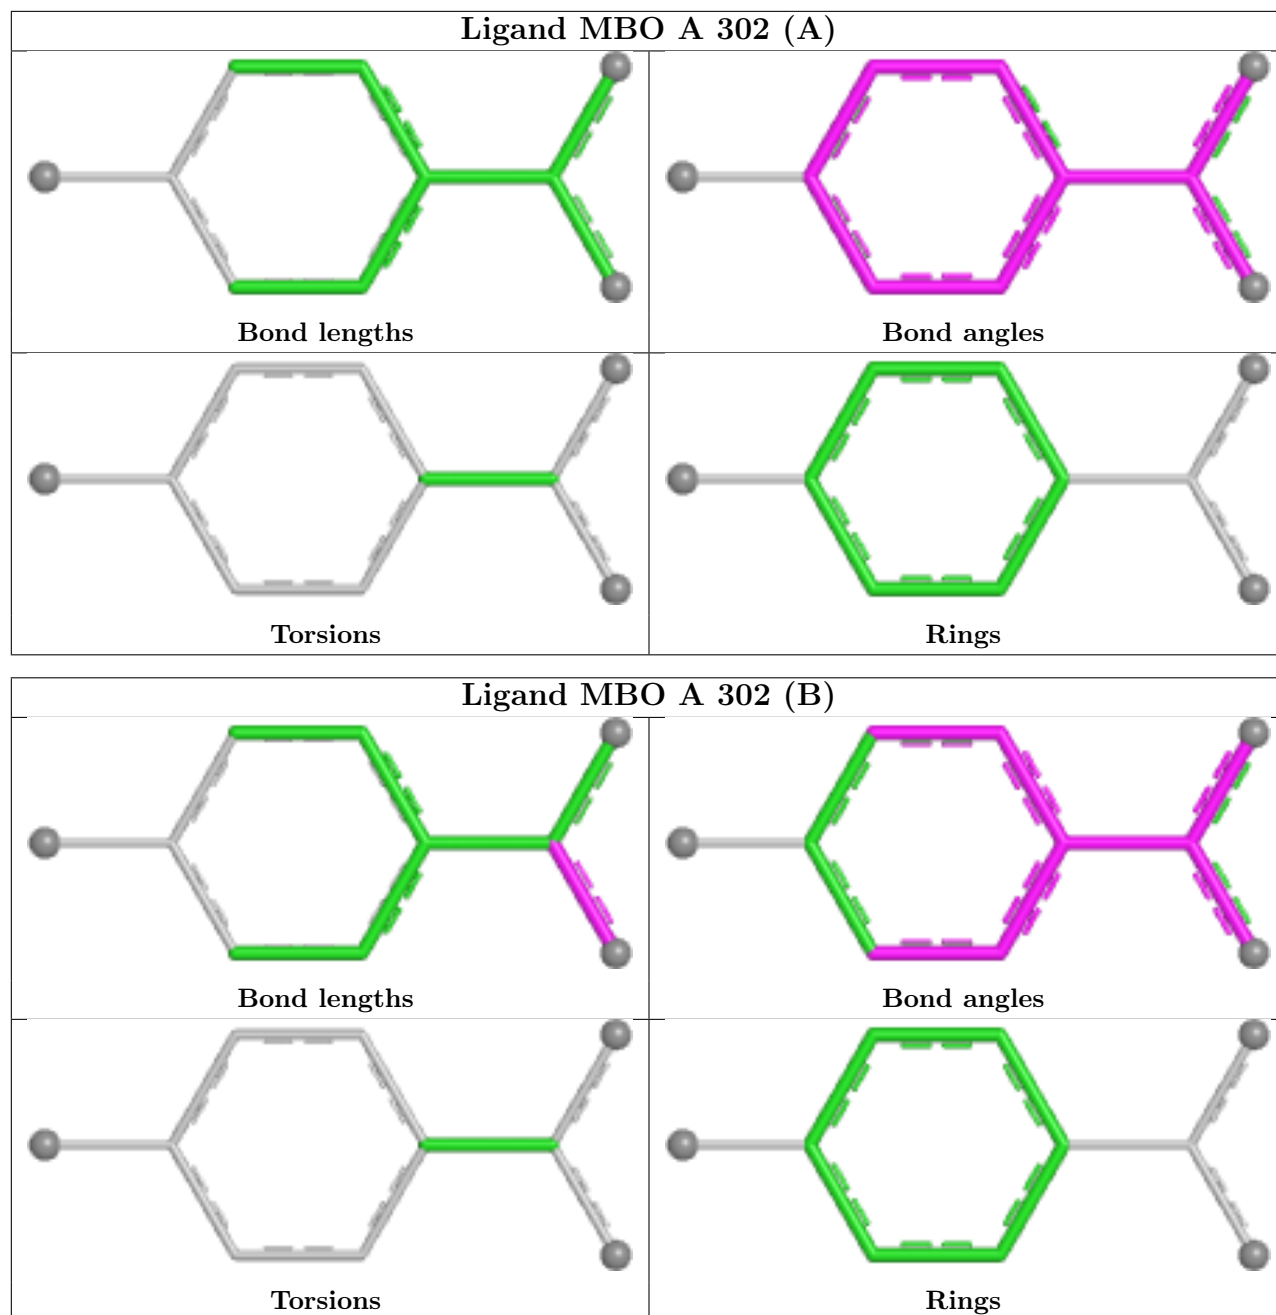 Ligand MBO A 302 (A)
Bond lengths
Bond angles
Torsions
Rings
Ligand MBO A 302 (B)
Bond lengths
Bond angles
Torsions
Rings